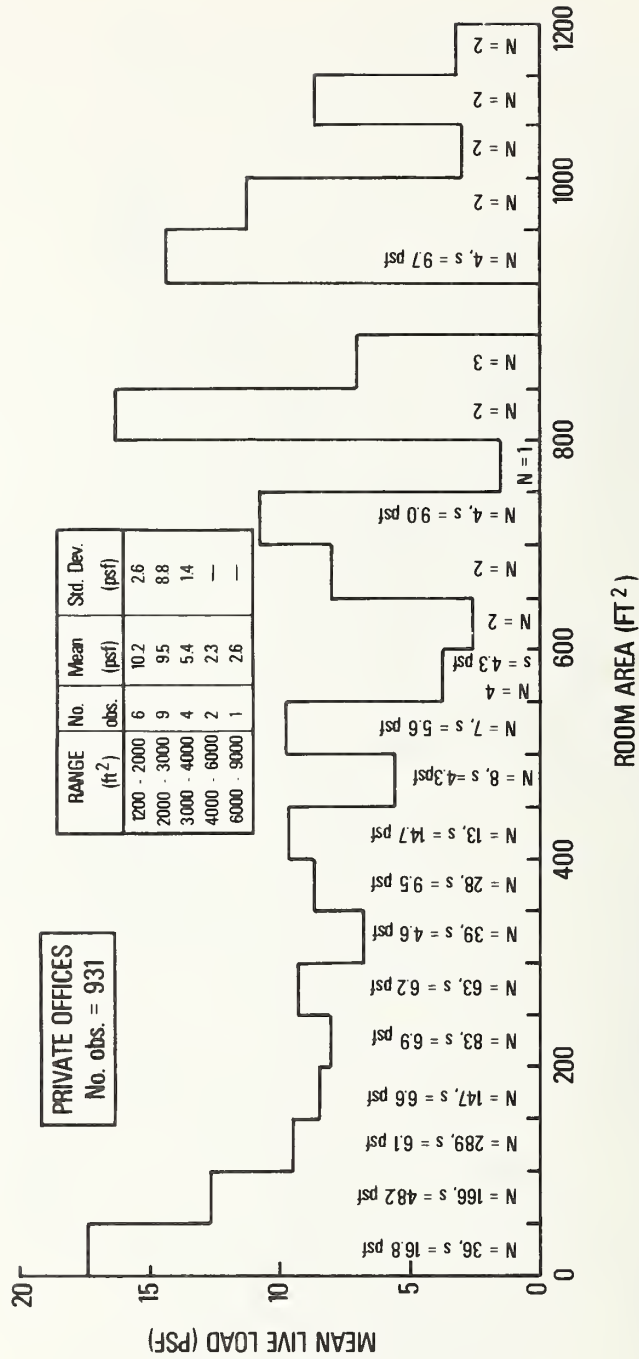 PRIVATE OFFICES
No. obs. = 931
RANGE (ft²) No. obs. Mean (psf) Std. Dev. (psf)
1200 - 2000 6 10.2 2.6
2000 - 3000 9 9.5 8.8
3000 - 4000 4 5.4 1.4
4000 - 6000 2 2.3 —
6000 - 9000 1 2.6 —
MEAN LIVE LOAD (PSF)
20
15
10
5
0
N = 36, s = 16.8 psf
N = 166, s = 48.2 psf
N = 289, s = 6.1 psf
N = 147, s = 6.6 psf
N = 83, s = 6.9 psf
N = 63, s = 6.2 psf
N = 39, s = 4.6 psf
N = 28, s = 9.5 psf
N = 13, s = 14.7 psf
N = 8, s=4.3psf
N = 7, s = 5.6 psf
N = 4
s = 4.3 psf
N = 2
N = 2
N = 4, s = 9.0 psf
N = 1
N = 2
N = 3
N = 4, s = 9.7 psf
N = 2
N = 2
N = 2
N = 2
0 200 400 600 800 1000 1200
ROOM AREA (FT²)